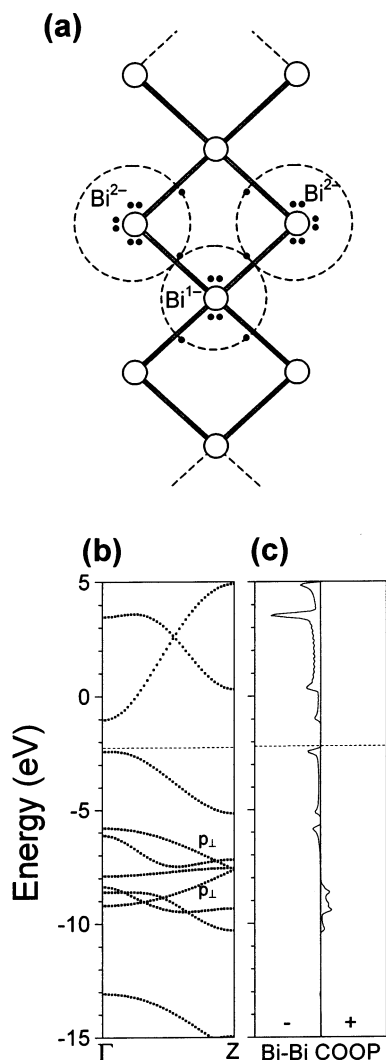 (a)
Bi2– Bi2–
Bi1–
(b) (c)
5
0
-5
-10
-15
Energy (eV)
p⊥
p⊥
- +
Γ Z Bi-Bi COOP